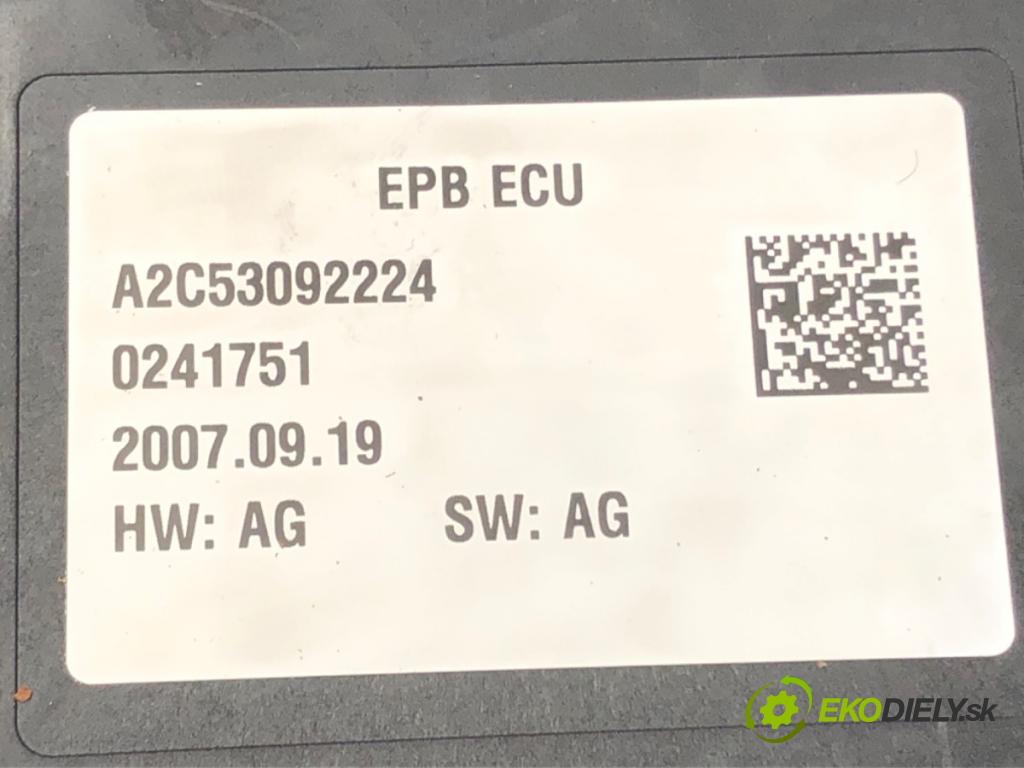 EPB ECU
A2C53092224
0241751
2007.09.19
HW: AG SW: AG
EKODIELY.sk